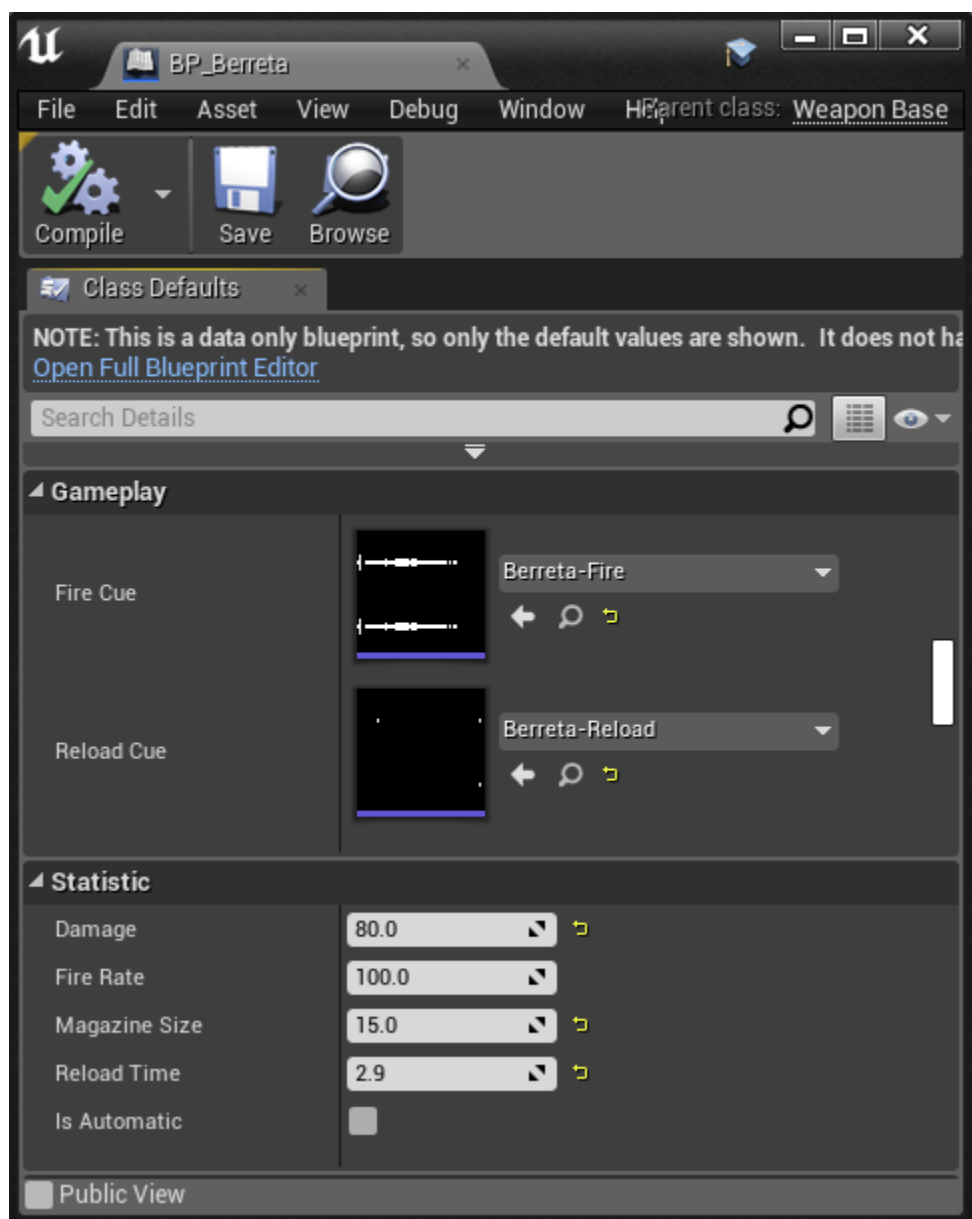 BP_Berreta
File Edit Asset View Debug Window Help Parent class: Weapon Base
Compile Save Browse
Class Defaults
NOTE: This is a data only blueprint, so only the default values are shown. It does not ha
Open Full Blueprint Editor
Search Details
Gameplay
Fire Cue
Berreta-Fire
Reload Cue
Berreta-Reload
Statistic
Damage 80.0
Fire Rate 100.0
Magazine Size 15.0
Reload Time 2.9
Is Automatic
Public View